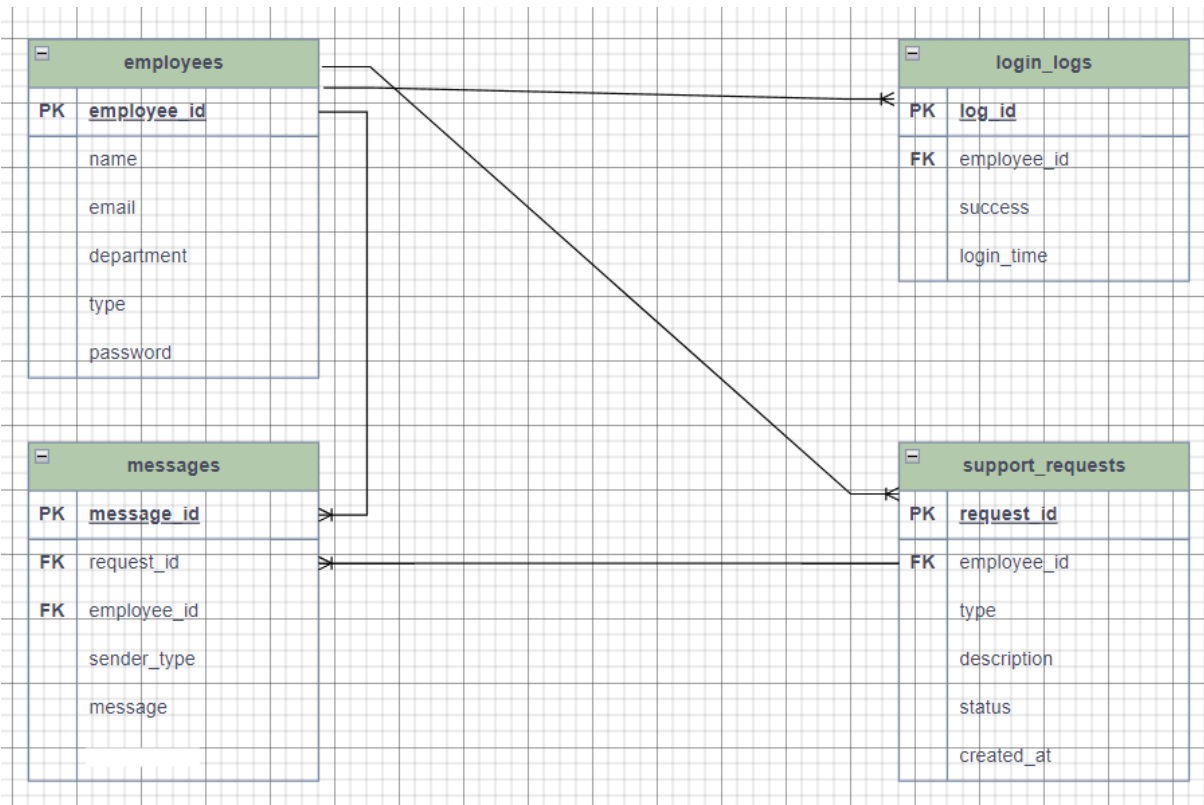 employees
PK employee_id
name
email
department
type
password
login_logs
PK log_id
FK employee_id
success
login_time
messages
PK message_id
FK request_id
FK employee_id
sender_type
message
support_requests
PK request_id
FK employee_id
type
description
status
created_at